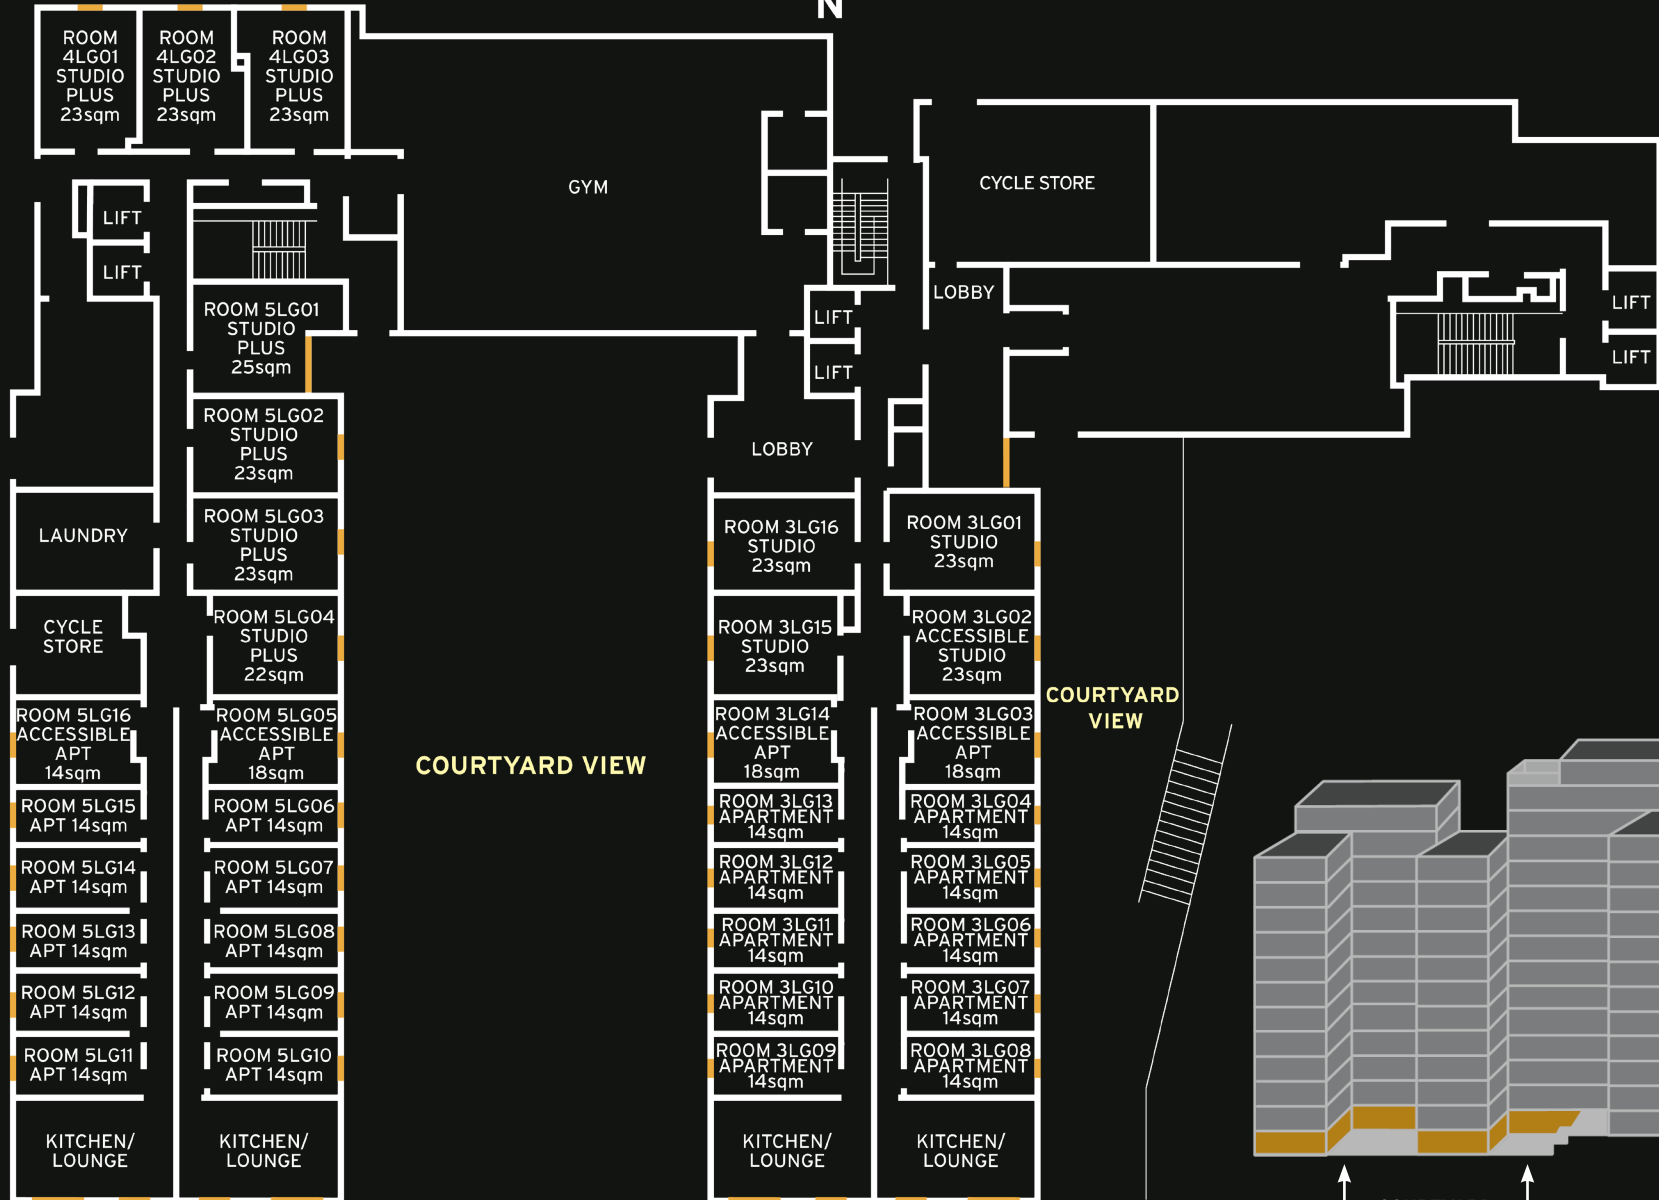 N
ROOM
4LG01
STUDIO
PLUS
23sqm
ROOM
4LG02
STUDIO
PLUS
23sqm
ROOM
4LG03
STUDIO
PLUS
23sqm
GYM
CYCLE STORE
LIFT
LIFT
ROOM 5LG01
STUDIO
PLUS
25sqm
LIFT
LIFT
LOBBY
LIFT
LIFT
ROOM 5LG02
STUDIO
PLUS
23sqm
LOBBY
LAUNDRY
ROOM 5LG03
STUDIO
PLUS
23sqm
ROOM 3LG16
STUDIO
23sqm
ROOM 3LG01
STUDIO
23sqm
CYCLE
STORE
ROOM 5LG04
STUDIO
PLUS
22sqm
ROOM 3LG15
STUDIO
23sqm
ROOM 3LG02
ACCESSIBLE
STUDIO
23sqm
COURTYARD
VIEW
ROOM 5LG16
ACCESSIBLE
APT
14sqm
ROOM 5LG05
ACCESSIBLE
APT
18sqm
COURTYARD VIEW
ROOM 3LG14
ACCESSIBLE
APT
18sqm
ROOM 3LG03
ACCESSIBLE
APT
18sqm
ROOM 5LG15
APT 14sqm
ROOM 5LG06
APT 14sqm
ROOM 3LG13
APARTMENT
14sqm
ROOM 3LG04
APARTMENT
14sqm
ROOM 5LG14
APT 14sqm
ROOM 5LG07
APT 14sqm
ROOM 3LG12
APARTMENT
14sqm
ROOM 3LG05
APARTMENT
14sqm
ROOM 5LG13
APT 14sqm
ROOM 5LG08
APT 14sqm
ROOM 3LG11
APARTMENT
14sqm
ROOM 3LG06
APARTMENT
14sqm
ROOM 5LG12
APT 14sqm
ROOM 5LG09
APT 14sqm
ROOM 3LG10
APARTMENT
14sqm
ROOM 3LG07
APARTMENT
14sqm
ROOM 5LG11
APT 14sqm
ROOM 5LG10
APT 14sqm
ROOM 3LG09
APARTMENT
14sqm
ROOM 3LG08
APARTMENT
14sqm
KITCHEN/
LOUNGE
KITCHEN/
LOUNGE
KITCHEN/
LOUNGE
KITCHEN/
LOUNGE